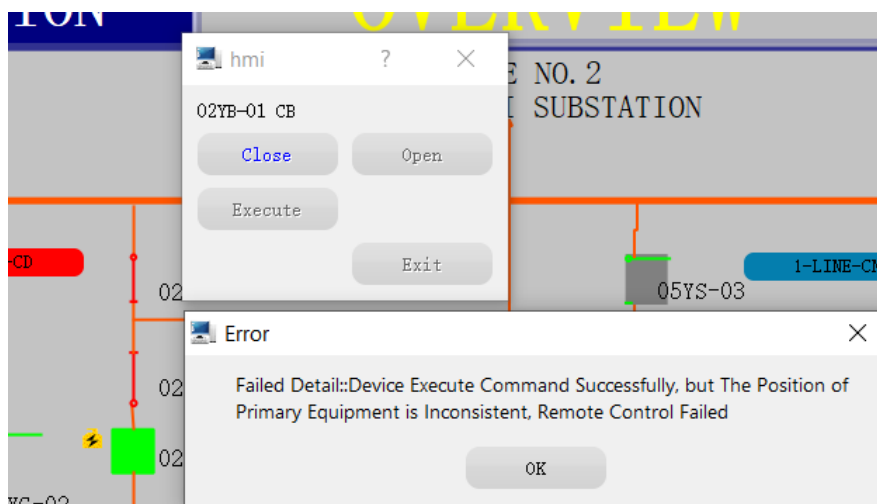 OVERVIEW
hmi
?
NO. 2
02YB-01 CB
SUBSTATION
Close
Open
Execute
Exit
-CD
1-LINE-CM
02
05YS-03
Error
Failed Detail::Device Execute Command Successfully, but The Position of
Primary Equipment is Inconsistent, Remote Control Failed
02
02
OK